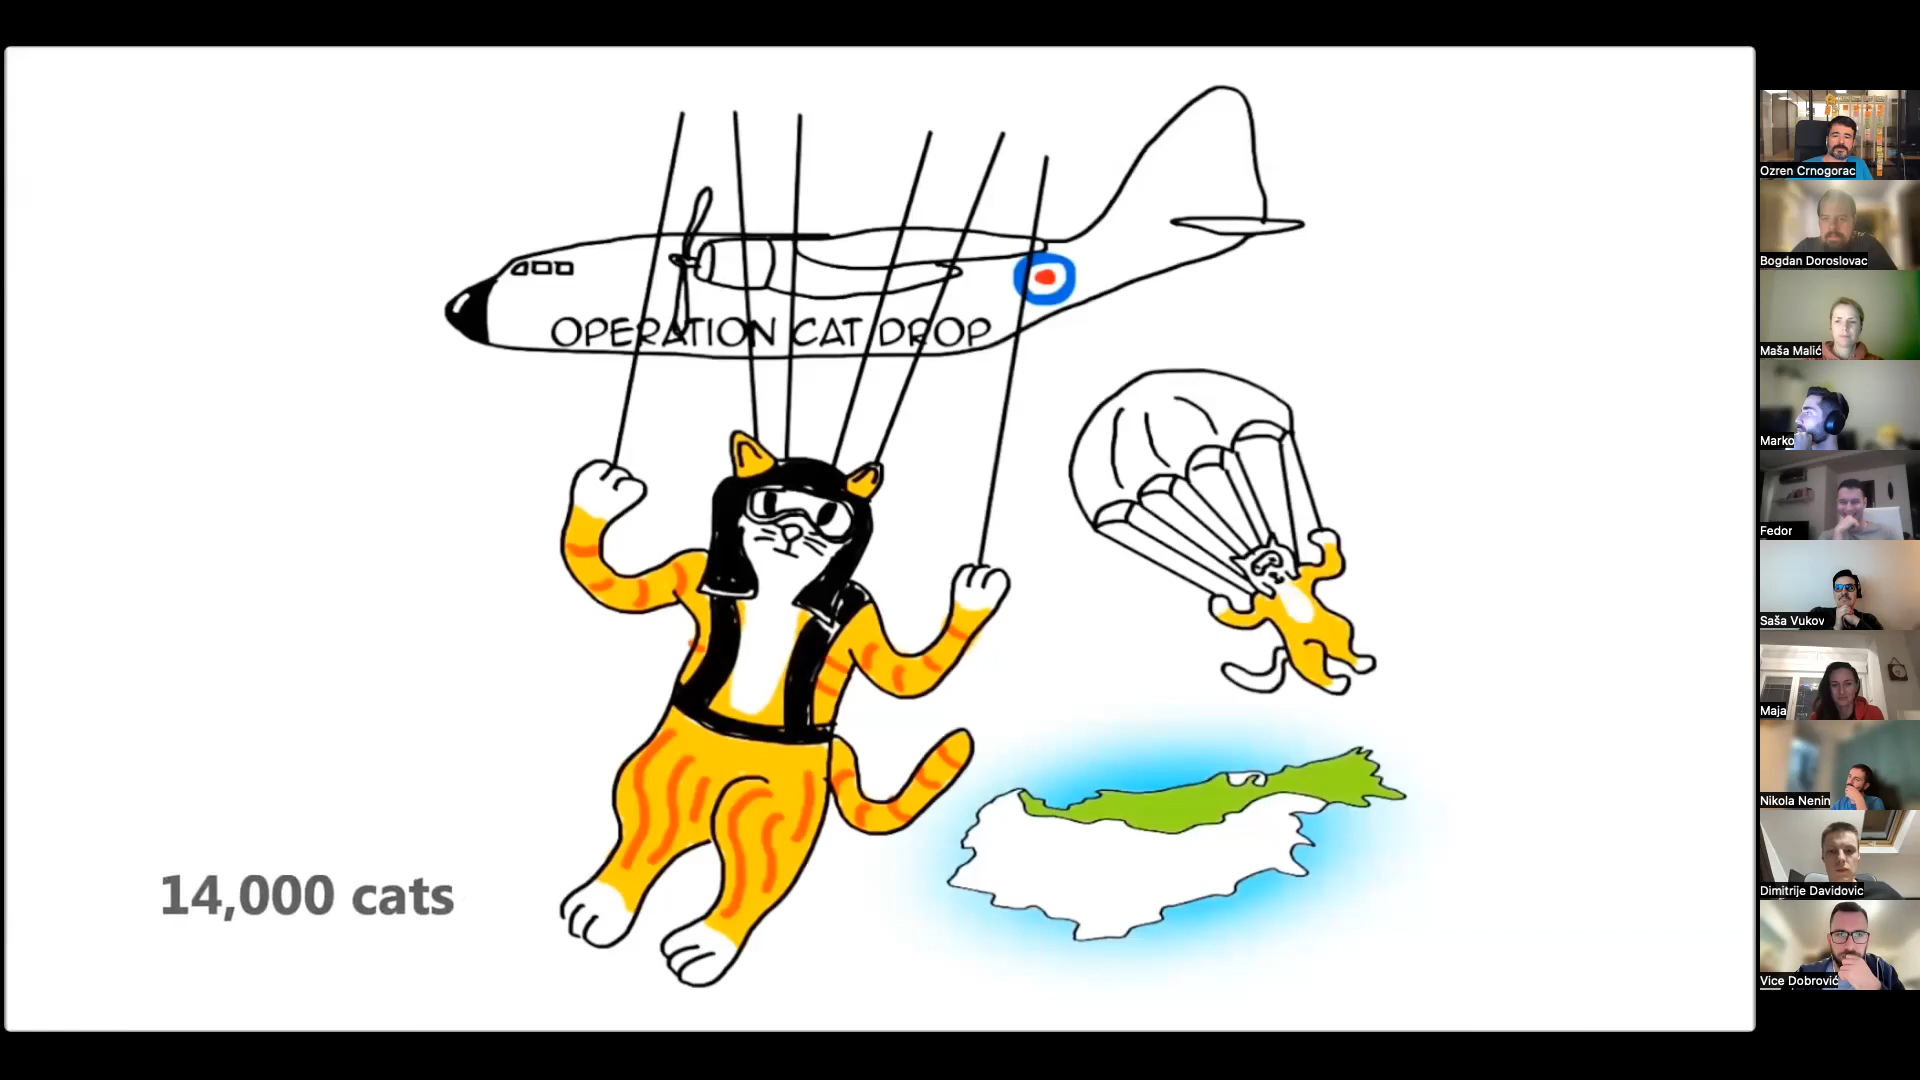 OPERATION CAT DROP
14,000 cats
Ozren Crnogorac
Bogdan Doroslovac
Maša Malić
Marko
Fedor
Saša Vukov
Maja
Nikola Nenin
Dimitrije Davidovic
Vice Dobrović